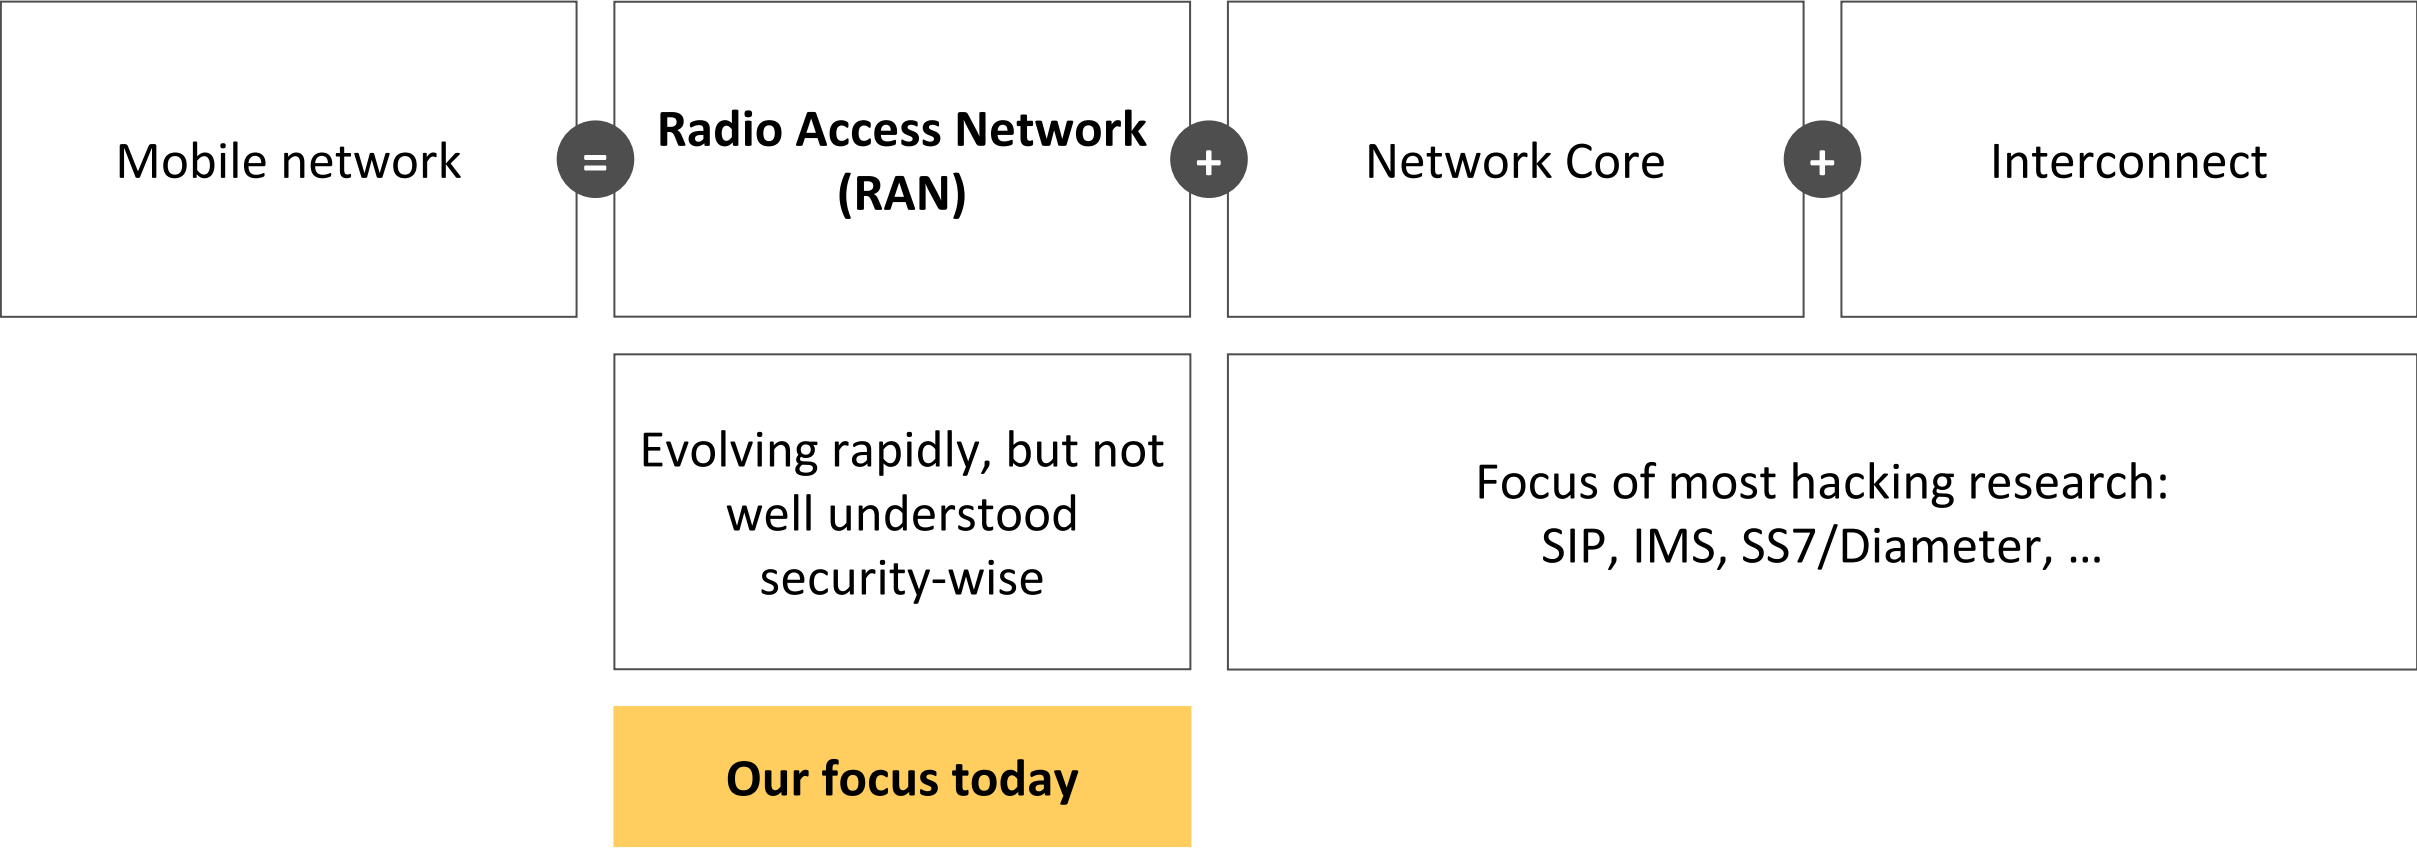 Mobile network
=
Radio Access Network
(RAN)
+
Network Core
+
Interconnect
Evolving rapidly, but not
well understood
security-wise
Focus of most hacking research:
SIP, IMS, SS7/Diameter, ...
Our focus today